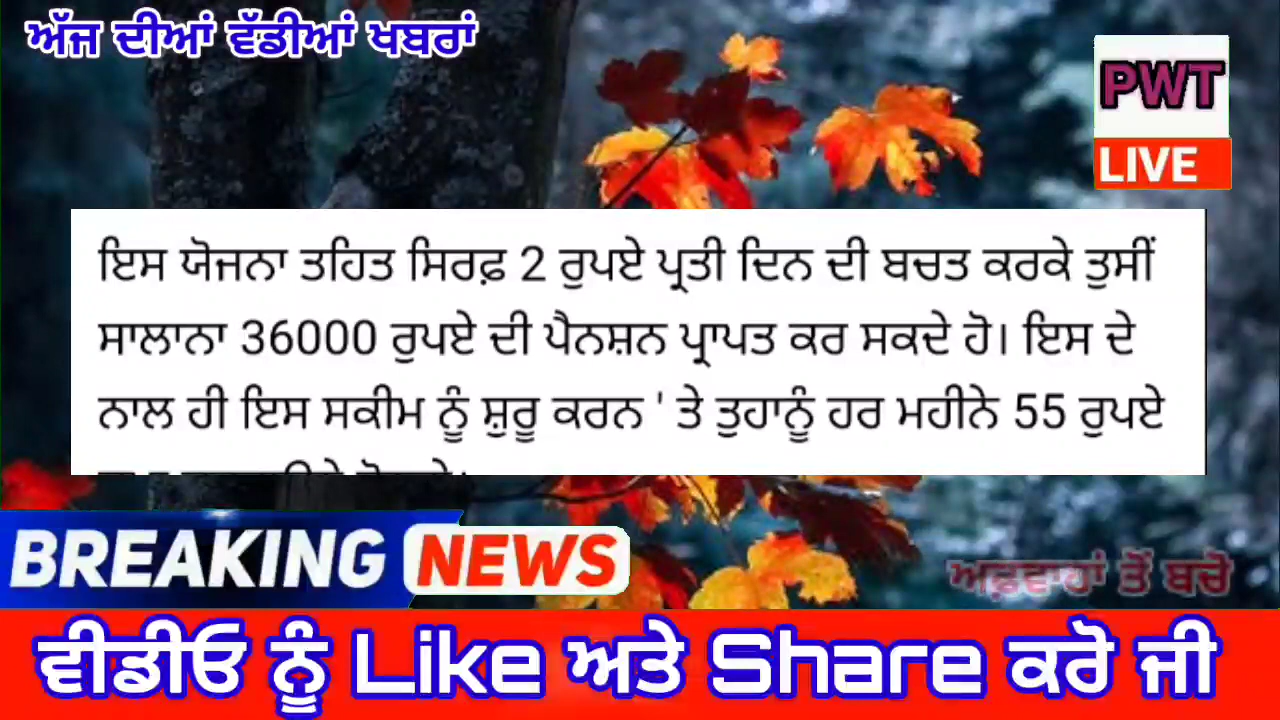 ਅੱਜ ਦੀਆਂ ਵੱਡੀਆਂ ਖਬਰਾਂ
PWT
LIVE
ਇਸ ਯੋਜਨਾ ਤਹਿਤ ਸਿਰਫ਼ 2 ਰੁਪਏ ਪ੍ਰਤੀ ਦਿਨ ਦੀ ਬਚਤ ਕਰਕੇ ਤੁਸੀਂ
ਸਾਲਾਨਾ 36000 ਰੁਪਏ ਦੀ ਪੈਨਸ਼ਨ ਪ੍ਰਾਪਤ ਕਰ ਸਕਦੇ ਹੋ। ਇਸ ਦੇ
ਨਾਲ ਹੀ ਇਸ ਸਕੀਮ ਨੂੰ ਸ਼ੁਰੂ ਕਰਨ ' ਤੇ ਤੁਹਾਨੂੰ ਹਰ ਮਹੀਨੇ 55 ਰੁਪਏ
BREAKING NEWS
ਅਫ਼ਵਾਹਾਂ ਤੋਂ ਬਚੋ
ਵੀਡੀਓ ਨੂੰ Like ਅਤੇ Share ਕਰੋ ਜੀ